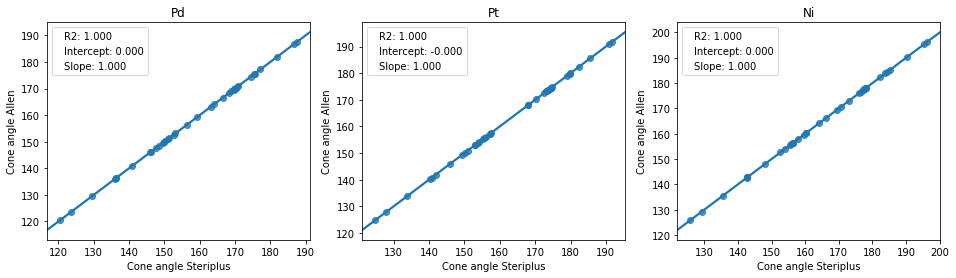 Pd
R2: 1.000
Intercept: 0.000
Slope: 1.000
190
180
170
160
150
140
130
120
Cone angle Allen
120 130 140 150 160 170 180 190
Cone angle Steriplus
Pt
R2: 1.000
Intercept: -0.000
Slope: 1.000
190
180
170
160
150
140
130
120
Cone angle Allen
130 140 150 160 170 180 190
Cone angle Steriplus
Ni
R2: 1.000
Intercept: 0.000
Slope: 1.000
200
190
180
170
160
150
140
130
120
Cone angle Allen
130 140 150 160 170 180 190 200
Cone angle Steriplus